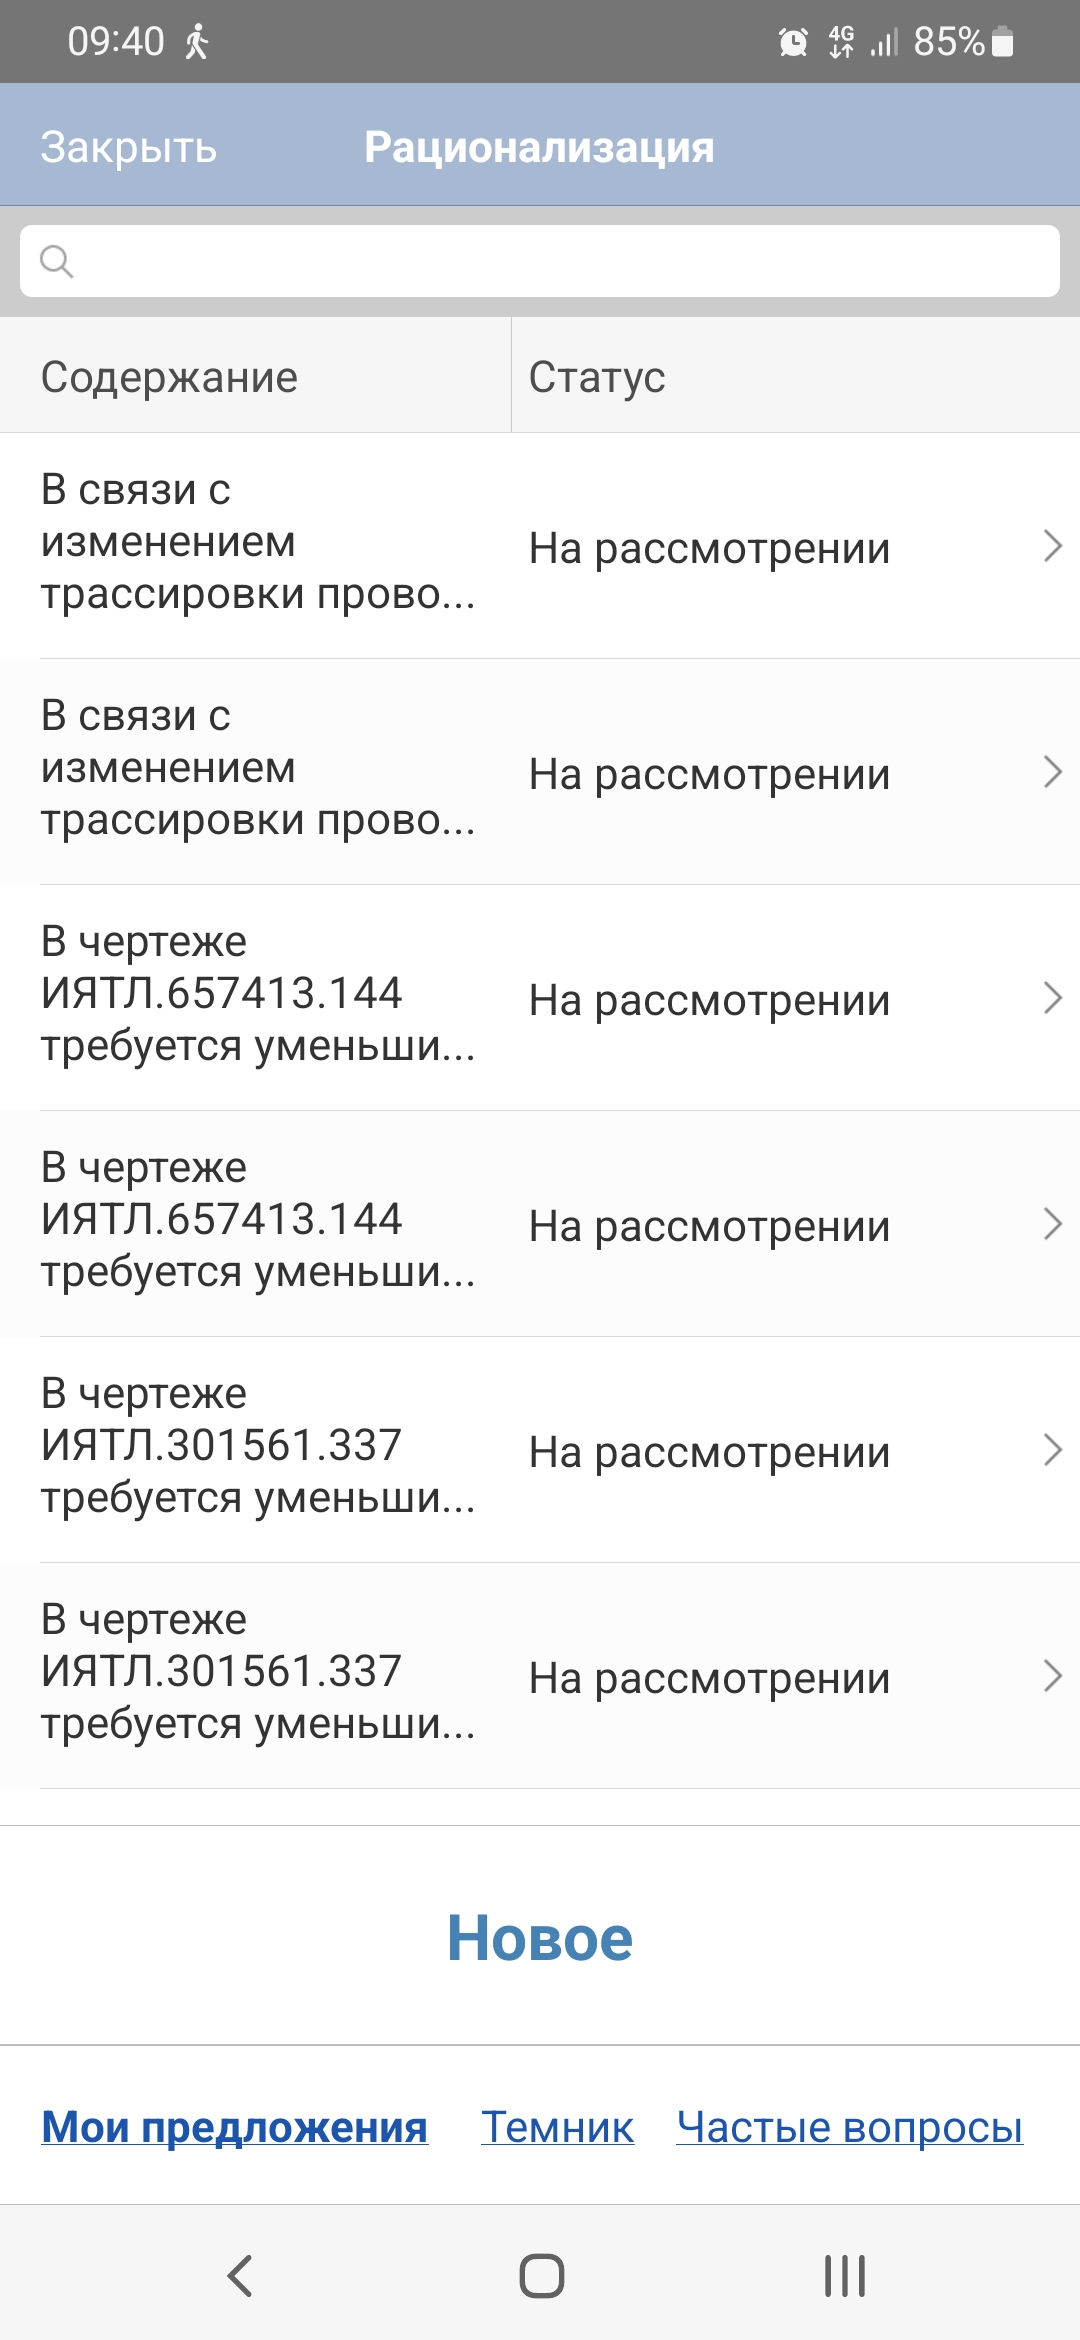 09:40 4G 85%
Закрыть Рационализация
Содержание Статус
В связи с
изменением
трассировки прово...
На рассмотрении
В связи с
изменением
трассировки прово...
На рассмотрении
В чертеже
ИЯТЛ.657413.144
требуется уменьши...
На рассмотрении
В чертеже
ИЯТЛ.657413.144
требуется уменьши...
На рассмотрении
В чертеже
ИЯТЛ.301561.337
требуется уменьши...
На рассмотрении
В чертеже
ИЯТЛ.301561.337
требуется уменьши...
На рассмотрении
Новое
Мои предложения Темник Частые вопросы